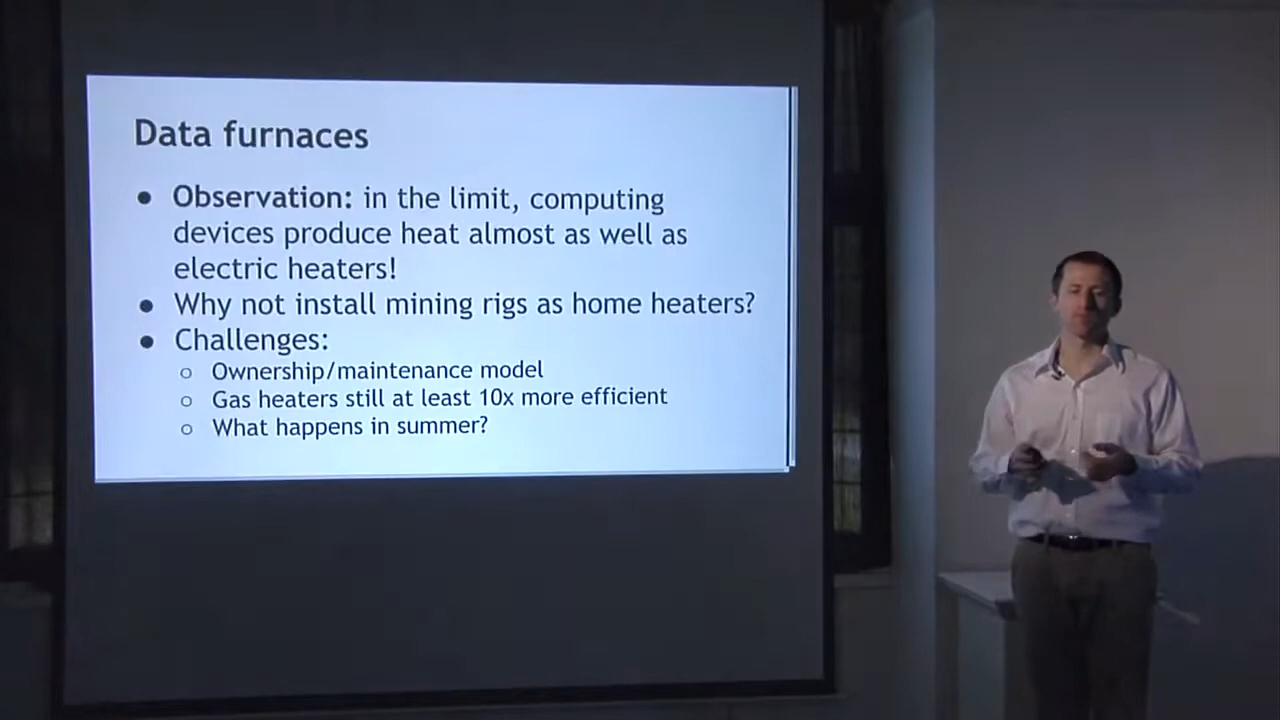 Data furnaces
● Observation: in the limit, computing
devices produce heat almost as well as
electric heaters!
● Why not install mining rigs as home heaters?
● Challenges:
○ Ownership/maintenance model
○ Gas heaters still at least 10x more efficient
○ What happens in summer?